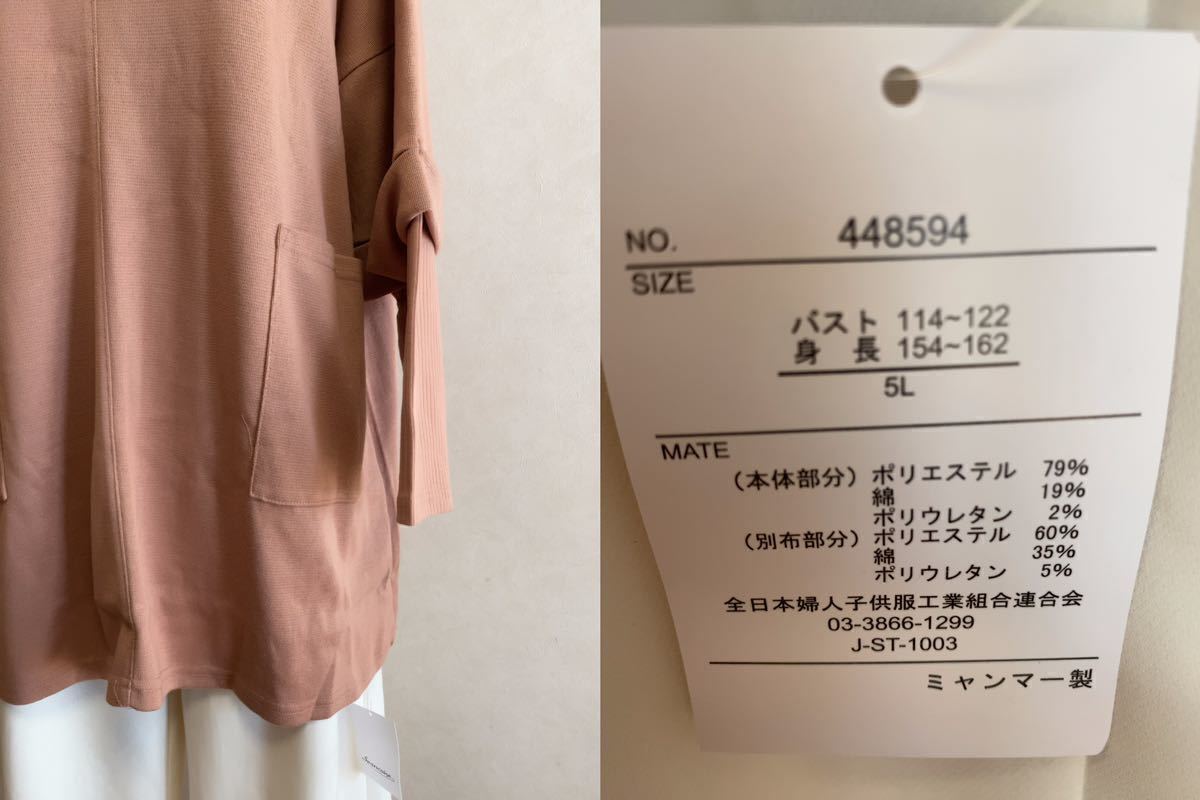 NO. 448594
SIZE
バスト 114~122
身 長 154~162
5L
MATE
(本体部分) ポリエステル 79%
綿 19%
ポリウレタン 2%
(別布部分) ポリエステル 60%
綿 35%
ポリウレタン 5%
全日本婦人子供服工業組合連合会
03-3866-1299
J-ST-1003
ミャンマー製